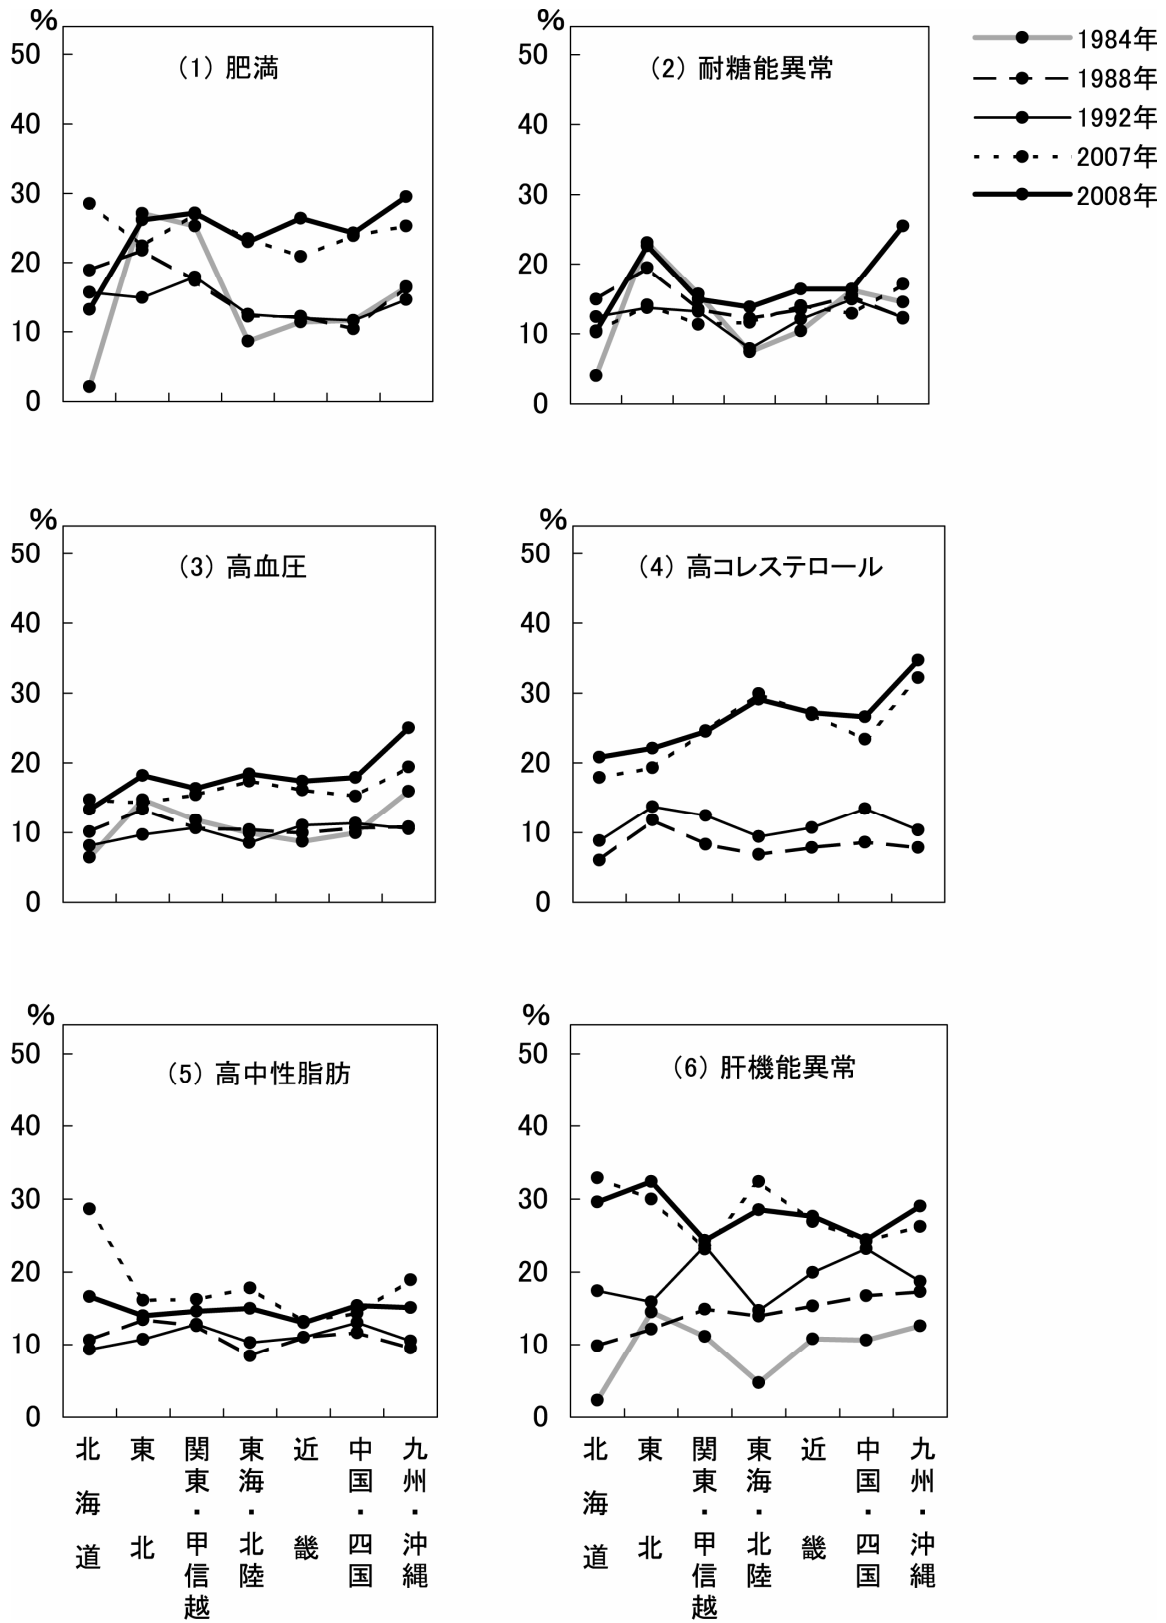 %
50
40
30
20
10
0
(1) 肥満
%
50
40
30
20
10
0
(2) 耐糖能異常
1984年
1988年
1992年
2007年
2008年
%
50
40
30
20
10
0
(3) 高血圧
%
50
40
30
20
10
0
(4) 高コレステロール
%
50
40
30
20
10
0
(5) 高中性脂肪
%
50
40
30
20
10
0
(6) 肝機能異常
北海道
東北
関東・甲信越
東海・北陸
近畿
中国・四国
九州・沖縄
北海道
東北
関東・甲信越
東海・北陸
近畿
中国・四国
九州・沖縄